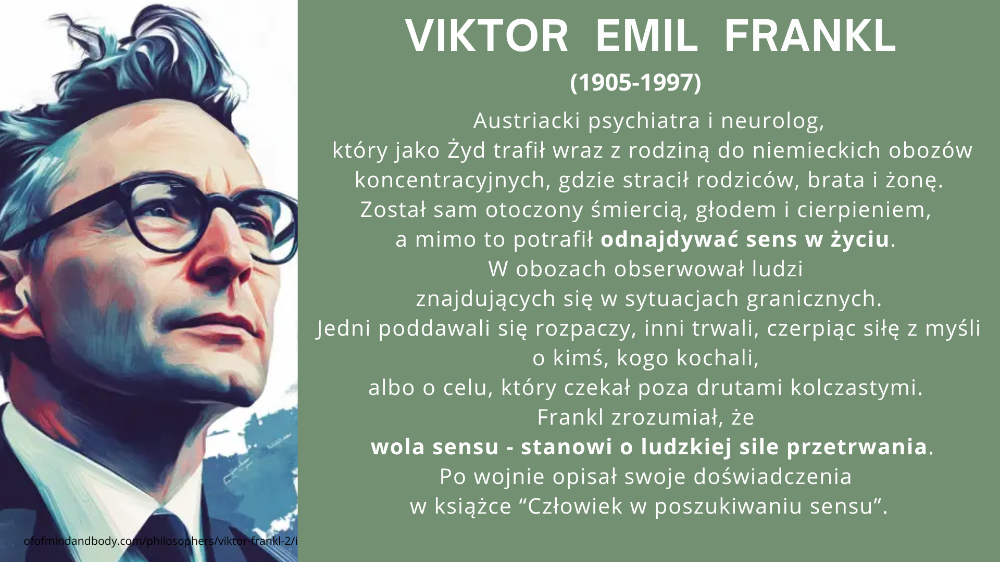 VIKTOR EMIL FRANKL
(1905-1997)
Austriacki psychiatra i neurolog,
który jako Żyd trafił wraz z rodziną do niemieckich obozów
koncentracyjnych, gdzie stracił rodziców, brata i żonę.
Został sam otoczony śmiercią, głodem i cierpieniem,
a mimo to potrafił odnajdywać sens w życiu.
W obozach obserwował ludzi
znajdujących się w sytuacjach granicznych.
Jedni poddawali się rozpaczy, inni trwali, czerpiąc siłę z myśli
o kimś, kogo kochali,
albo o celu, który czekał poza drutami kolczastymi.
Frankl zrozumiał, że
wola sensu - stanowi o ludzkiej sile przetrwania.
Po wojnie opisał swoje doświadczenia
w książce “Człowiek w poszukiwaniu sensu”.
ofofmindandbody.com/philosophers/viktor-frankl-2/i